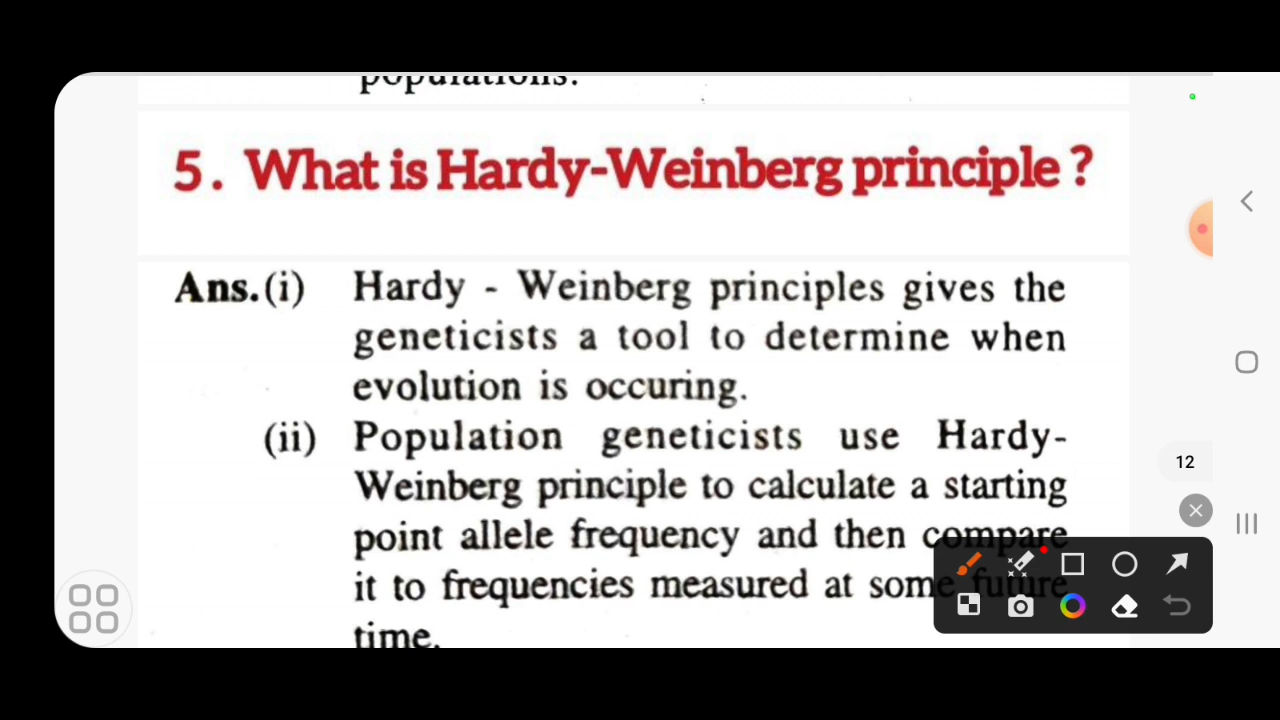 populations.
5. What is Hardy-Weinberg principle ?
Ans.(i) Hardy - Weinberg principles gives the
geneticists a tool to determine when
evolution is occuring.
(ii) Population geneticists use Hardy-
Weinberg principle to calculate a starting
point allele frequency and then compare
it to frequencies measured at some future
time.
12